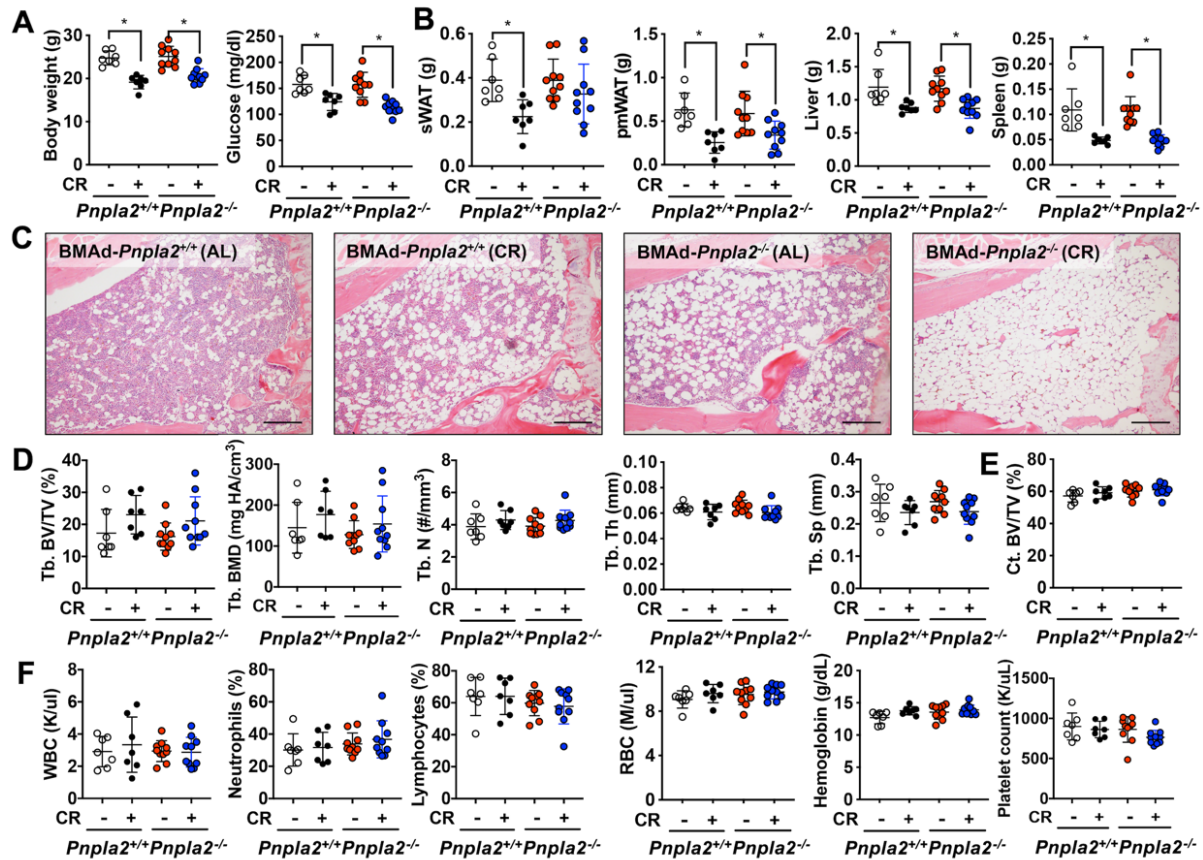 A
Body weight (g)
30
20
10
0
*
*
CR - + - +
Pnpla2+/+ Pnpla2-/-
Glucose (mg/dl)
250
200
150
100
50
0
*
*
CR - + - +
B
sWAT (g)
0.6
0.4
0.2
0.0
*
CR - + - +
Pnpla2+/+ Pnpla2-/-
pmWAT (g)
1.5
1.0
0.5
0.0
*
*
- + - +
Pnpla2+/+ Pnpla2-/-
Liver (g)
2.0
1.5
1.0
0.5
0.0
*
*
- + - +
Pnpla2+/+ Pnpla2-/-
Spleen (g)
0.25
0.20
0.15
0.10
0.05
0.00
*
*
- + - +
Pnpla2+/+ Pnpla2-/-
C
BMAd-Pnpla2+/+ (AL)
BMAd-Pnpla2+/+ (CR)
BMAd-Pnpla2-/- (AL)
BMAd-Pnpla2-/- (CR)
D
Tb. BV/TV (%)
40
30
20
10
0
CR - + - +
Pnpla2+/+ Pnpla2-/-
Tb. BMD (mg HA/cm3)
300
200
100
0
CR - + - +
Pnpla2+/+ Pnpla2-/-
Tb. N (#/mm3)
8
6
4
2
0
CR - + - +
Pnpla2+/+ Pnpla2-/-
Tb. Th (mm)
0.10
0.08
0.06
0.04
0.02
0.00
CR - + - +
Pnpla2+/+ Pnpla2-/-
Tb. Sp (mm)
0.4
0.3
0.2
0.1
0.0
CR - + - +
Pnpla2+/+ Pnpla2-/-
E
Ct. BV/TV (%)
80
60
40
20
0
CR - + - +
Pnpla2+/+ Pnpla2-/-
F
WBC (K/ul)
8
6
4
2
0
CR - + - +
Pnpla2+/+ Pnpla2-/-
Neutrophils (%)
80
60
40
20
0
CR - + - +
Pnpla2+/+ Pnpla2-/-
Lymphocytes (%)
80
60
40
20
0
CR - + - +
Pnpla2+/+ Pnpla2-/-
RBC (M/ul)
12
9
6
3
0
CR - + - +
Pnpla2+/+ Pnpla2-/-
Hemoglobin (g/dL)
20
15
10
5
0
CR - + - +
Pnpla2+/+ Pnpla2-/-
Platelet count (K/uL)
1,500
1,000
500
0
CR - + - +
Pnpla2+/+ Pnpla2-/-